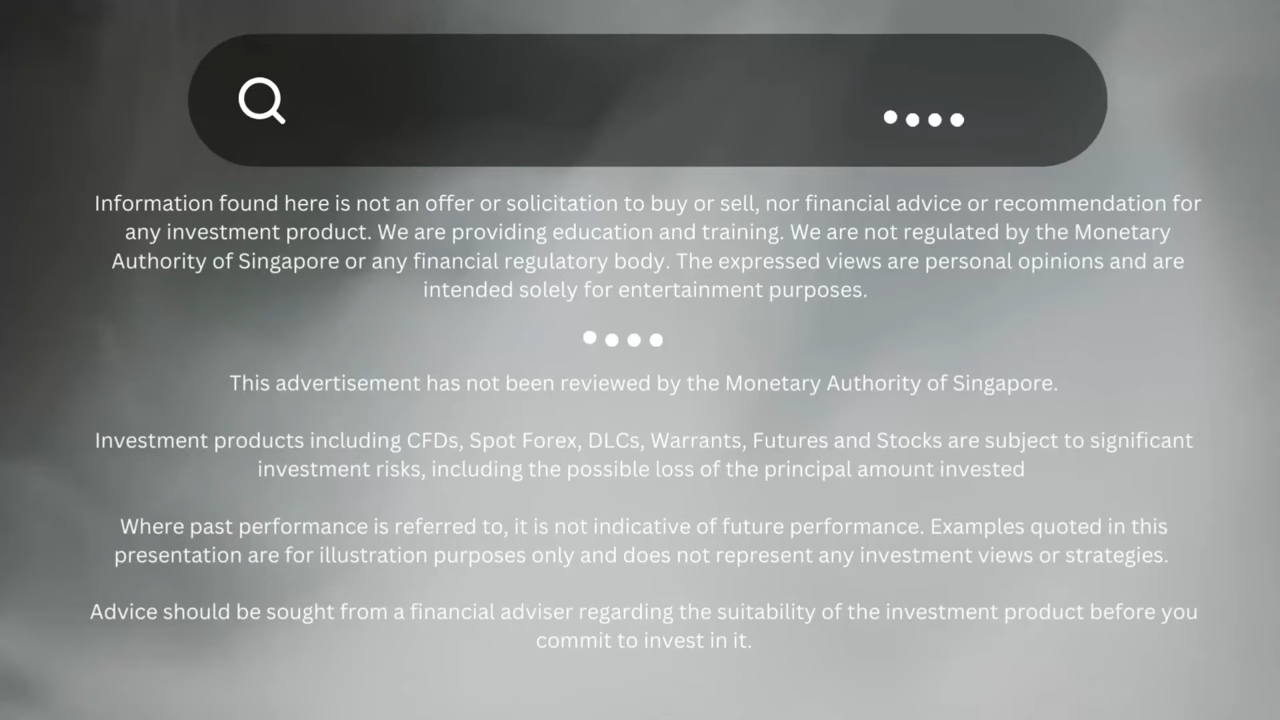 Information found here is not an offer or solicitation to buy or sell, nor financial advice or recommendation for
any investment product. We are providing education and training. We are not regulated by the Monetary
Authority of Singapore or any financial regulatory body. The expressed views are personal opinions and are
intended solely for entertainment purposes.
This advertisement has not been reviewed by the Monetary Authority of Singapore.
Investment products including CFDs, Spot Forex, DLCs, Warrants, Futures and Stocks are subject to significant
investment risks, including the possible loss of the principal amount invested
Where past performance is referred to, it is not indicative of future performance. Examples quoted in this
presentation are for illustration purposes only and does not represent any investment views or strategies.
Advice should be sought from a financial adviser regarding the suitability of the investment product before you
commit to invest in it.